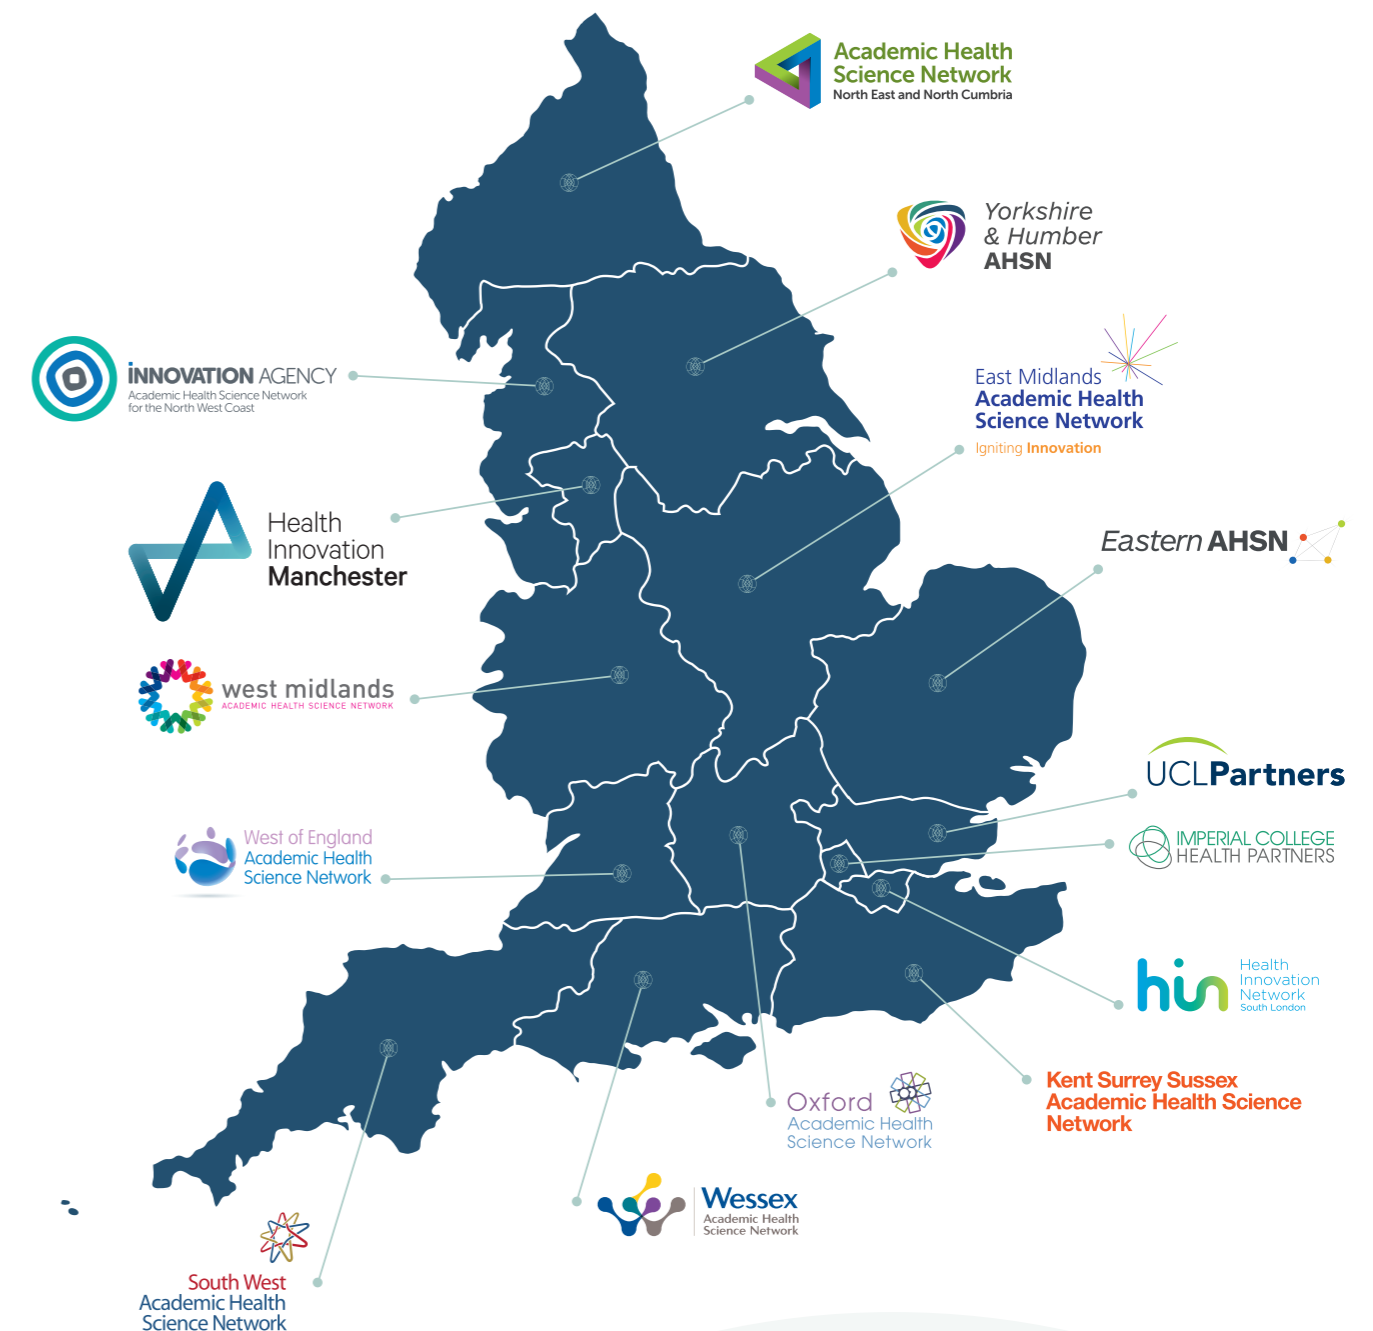 Academic Health
Science Network
North East and North Cumbria
Yorkshire
& Humber
AHSN
iNNOVATION AGENCY
Academic Health Science Network
for the North West Coast
East Midlands
Academic Health
Science Network
Igniting Innovation
Health
Innovation
Manchester
Eastern AHSN
west midlands
ACADEMIC HEALTH SCIENCE NETWORK
UCLPartners
West of England
Academic Health
Science Network
IMPERIAL COLLEGE
HEALTH PARTNERS
hin
Health
Innovation
Network
South London
Kent Surrey Sussex
Academic Health Science
Network
Oxford
Academic Health
Science Network
Wessex
Academic Health
Science Network
South West
Academic Health
Science Network